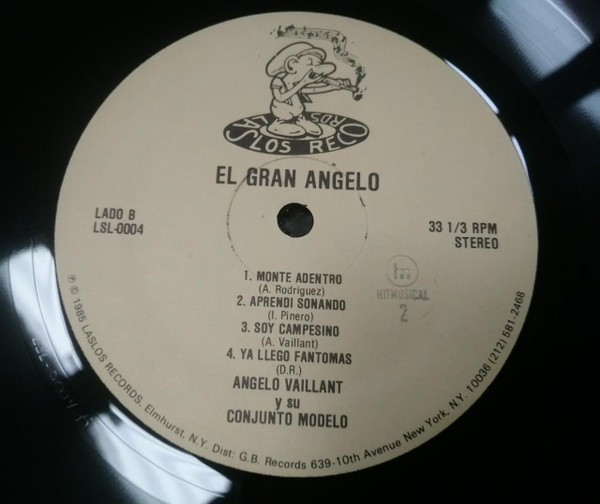 LASLOS RECORDS
EL GRAN ANGELO
LADO B
LSL-0004
33 1/3 RPM
STEREO
1. MONTE ADENTRO
(A. Rodriguez)
2. APRENDI SONANDO
(I. Pinero)
3. SOY CAMPESINO
(A. Vaillant)
4. YA LLEGO FANTOMAS
(D.R.)
ANGELO VAILLANT
y su
CONJUNTO MODELO
HITMUSICAL
2
℗ © 1985 LASLOS RECORDS, Elmhurst, N.Y. Dist: G.B. Records 639-10th Avenue New York, N.Y. 10036 (212) 581-2468